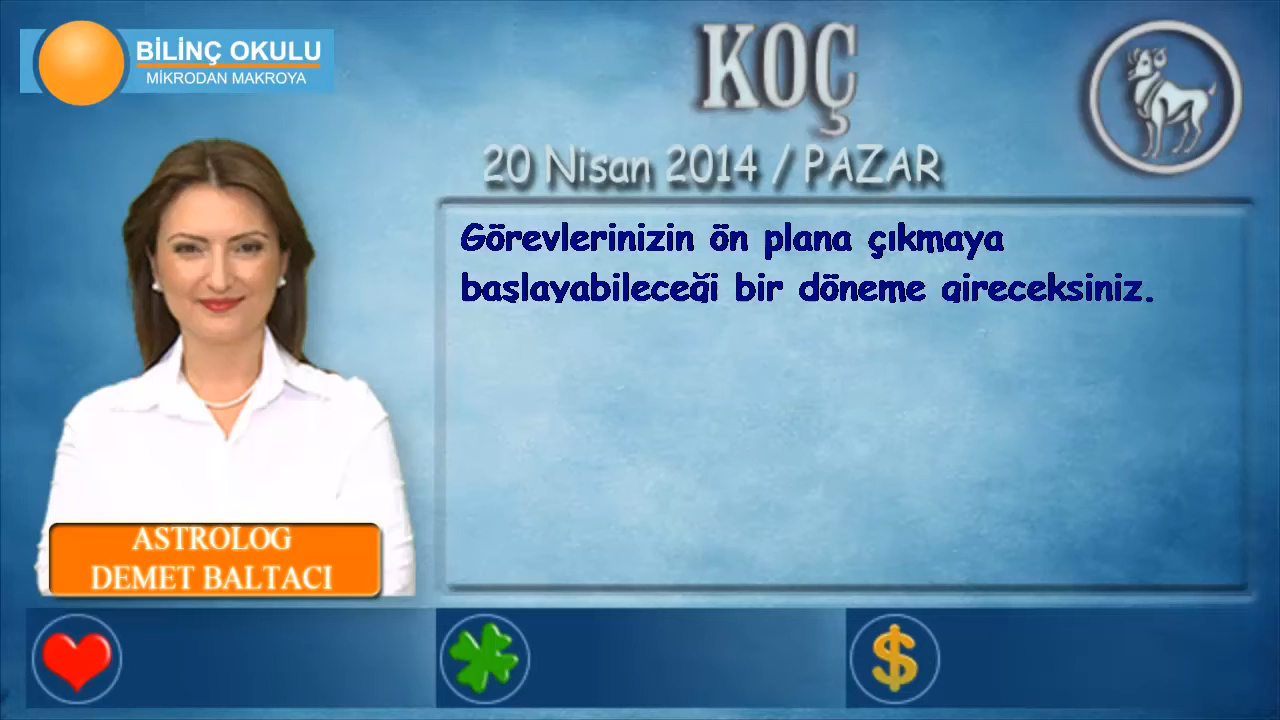 BİLİNÇ OKULU
MİKRODAN MAKROYA
KOÇ
20 Nisan 2014 / PAZAR
Görevlerinizin ön plana çıkmaya
başlayabileceği bir döneme gireceksiniz.
ASTROLOG
DEMET BALTACI
$